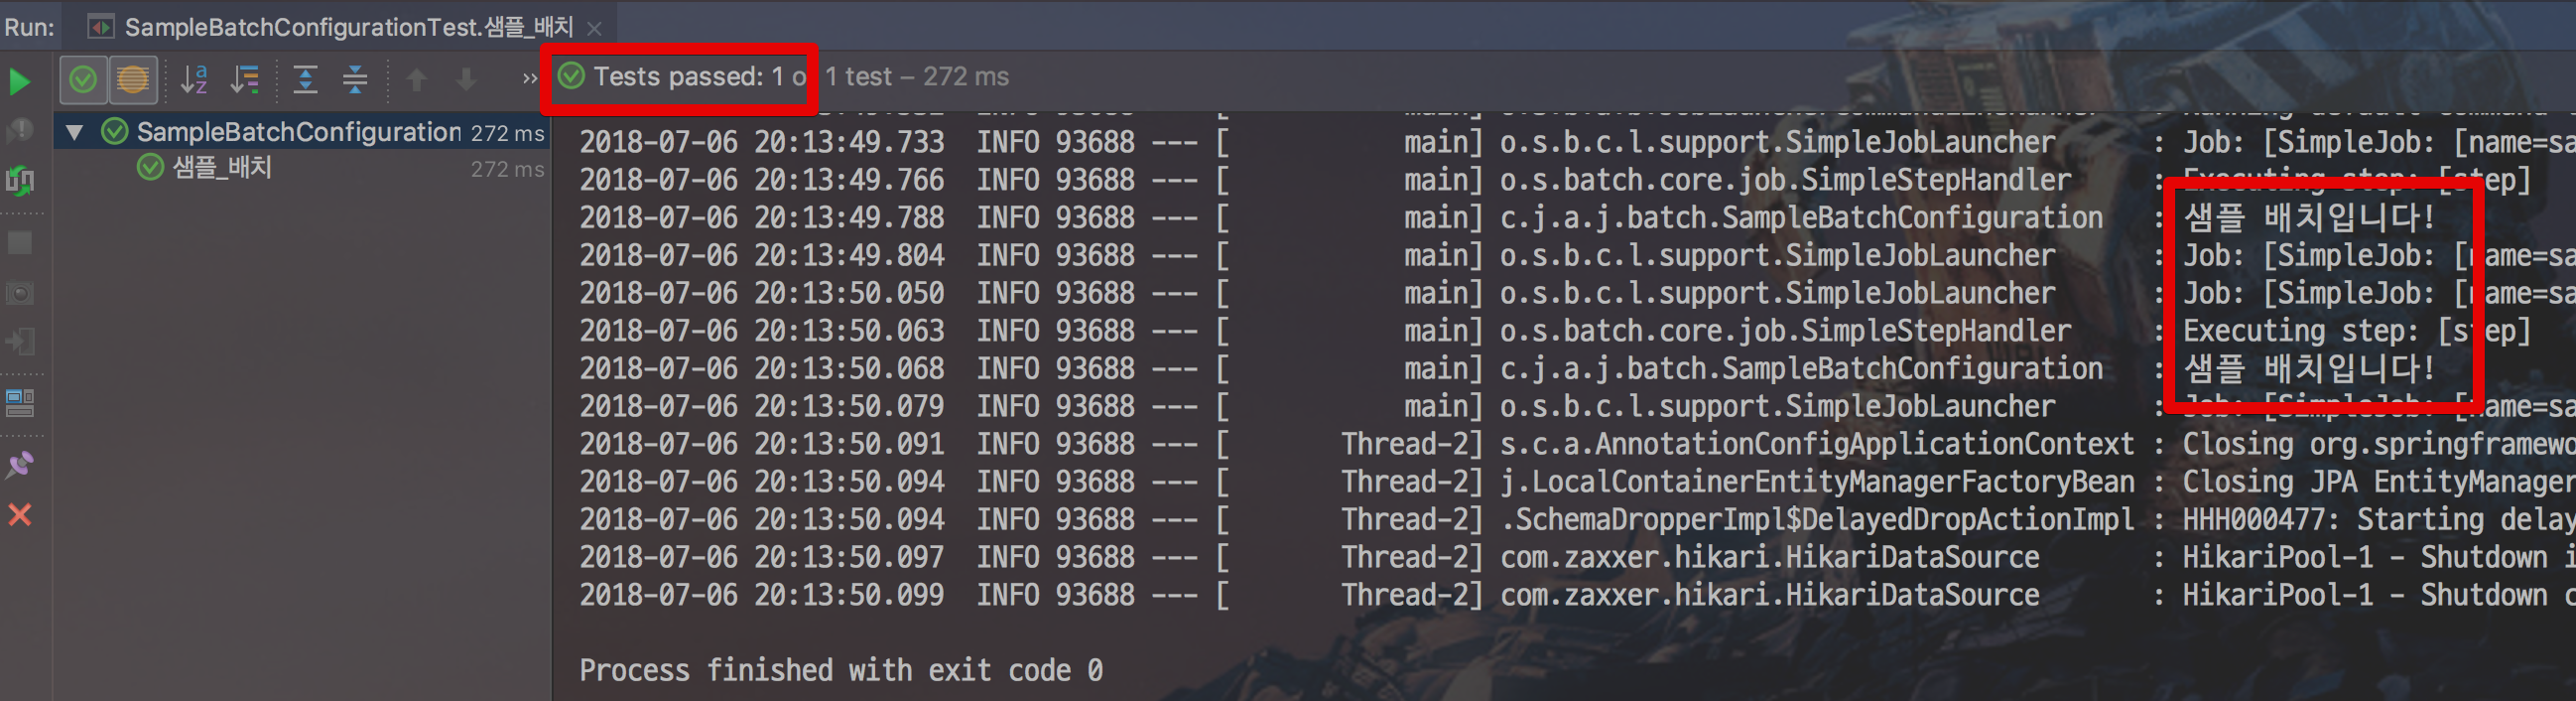 Run: SampleBatchConfigurationTest.샘플_배치
Tests passed: 1 o 1 test – 272 ms
SampleBatchConfiguration 272 ms
샘플_배치 272 ms
2018-07-06 20:13:49.733 INFO 93688 --- [ main] o.s.b.c.l.support.SimpleJobLauncher : Job: [SimpleJob: [name=sa
2018-07-06 20:13:49.766 INFO 93688 --- [ main] o.s.batch.core.job.SimpleStepHandler : Executing step: [step]
2018-07-06 20:13:49.788 INFO 93688 --- [ main] c.j.a.j.batch.SampleBatchConfiguration : 샘플 배치입니다!
2018-07-06 20:13:49.804 INFO 93688 --- [ main] o.s.b.c.l.support.SimpleJobLauncher : Job: [SimpleJob: [name=sa
2018-07-06 20:13:50.050 INFO 93688 --- [ main] o.s.b.c.l.support.SimpleJobLauncher : Job: [SimpleJob: [name=sa
2018-07-06 20:13:50.063 INFO 93688 --- [ main] o.s.batch.core.job.SimpleStepHandler : Executing step: [step]
2018-07-06 20:13:50.068 INFO 93688 --- [ main] c.j.a.j.batch.SampleBatchConfiguration : 샘플 배치입니다!
2018-07-06 20:13:50.079 INFO 93688 --- [ main] o.s.b.c.l.support.SimpleJobLauncher : Job: [SimpleJob: [name=sa
2018-07-06 20:13:50.091 INFO 93688 --- [ Thread-2] s.c.a.AnnotationConfigApplicationContext : Closing org.springframewo
2018-07-06 20:13:50.094 INFO 93688 --- [ Thread-2] j.LocalContainerEntityManagerFactoryBean : Closing JPA EntityManager
2018-07-06 20:13:50.094 INFO 93688 --- [ Thread-2] .SchemaDropperImpl$DelayedDropActionImpl : HHH000477: Starting delay
2018-07-06 20:13:50.097 INFO 93688 --- [ Thread-2] com.zaxxer.hikari.HikariDataSource : HikariPool-1 - Shutdown i
2018-07-06 20:13:50.099 INFO 93688 --- [ Thread-2] com.zaxxer.hikari.HikariDataSource : HikariPool-1 - Shutdown c
Process finished with exit code 0